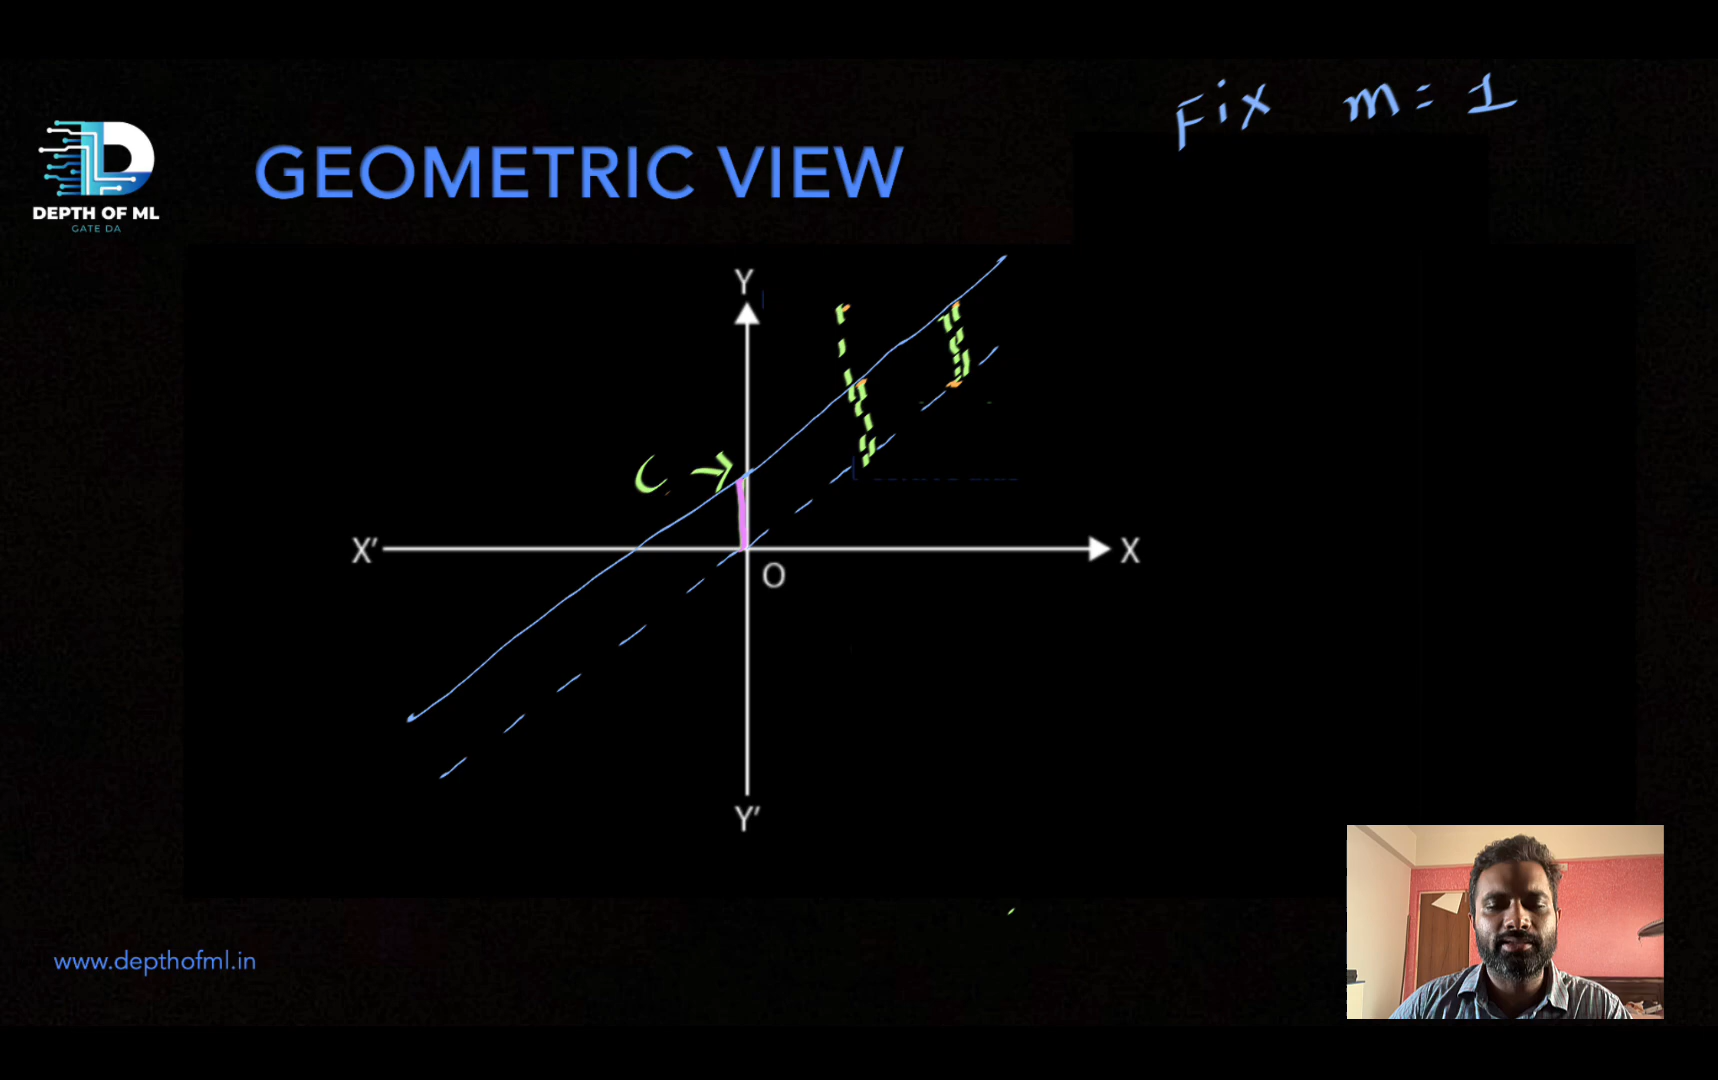 Fix m = 1
DEPTH OF ML
GATE DA
GEOMETRIC VIEW
Y
C →
X' X
O
Y'
www.depthofml.in